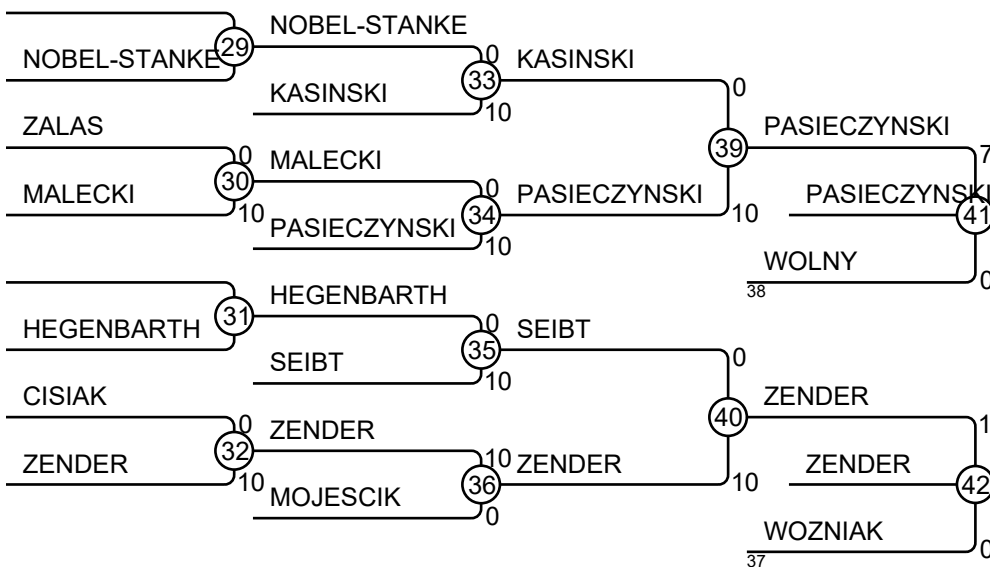 NOBEL-STANKE
29
NOBEL-STANKE
0
KASINSKI
33
KASINSKI
10
0
ZALAS
0
MALECKI
30
MALECKI
10
0
PASIECZYNSKI
34
PASIECZYNSKI
10
39
10
PASIECZYNSKI
7
PASIECZYNSKI
41
WOLNY
38
0
HEGENBARTH
31
HEGENBARTH
0
SEIBT
35
SEIBT
10
0
CISIAK
0
ZENDER
32
ZENDER
10
10
MOJESCIK
36
ZENDER
0
40
10
ZENDER
1
ZENDER
42
WOZNIAK
37
0